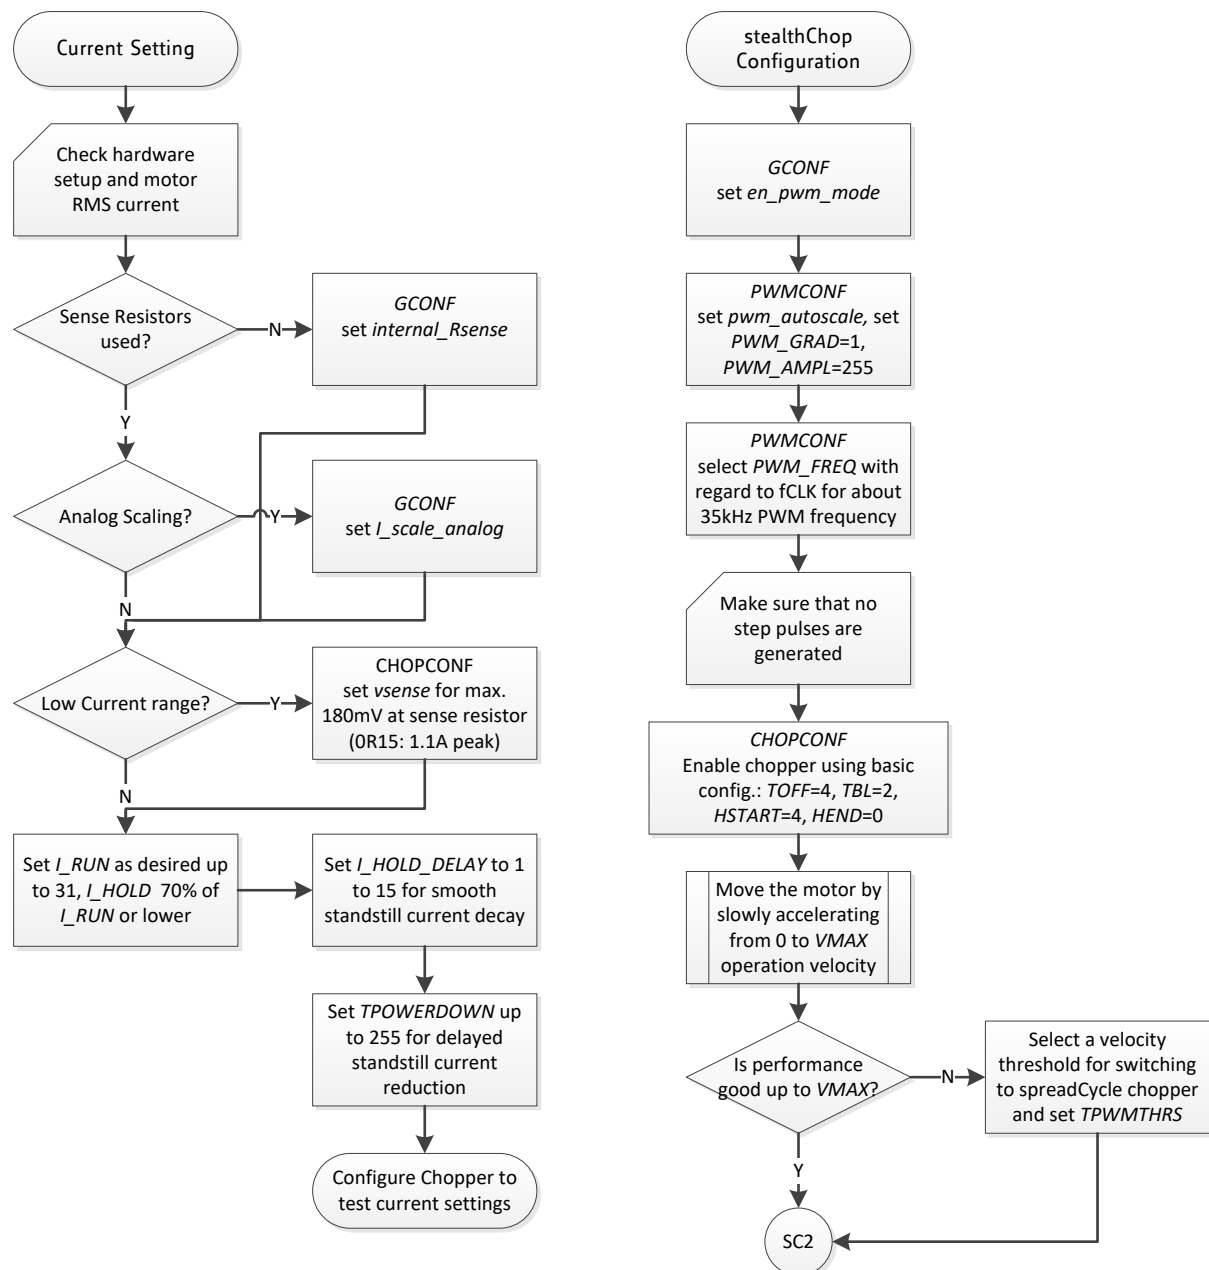 Current Setting
Check hardware
setup and motor
RMS current
Sense Resistors
used?
N
GCONF
set internal_Rsense
Y
Analog Scaling?
Y
GCONF
set I_scale_analog
N
Low Current range?
Y
CHOPCONF
set vsense for max.
180mV at sense resistor
(0R15: 1.1A peak)
N
Set I_RUN as desired up
to 31, I_HOLD 70% of
I_RUN or lower
Set I_HOLD_DELAY to 1
to 15 for smooth
standstill current decay
Set TPOWERDOWN up
to 255 for delayed
standstill current
reduction
Configure Chopper to
test current settings
stealthChop
Configuration
GCONF
set en_pwm_mode
PWMCONF
set pwm_autoscale, set
PWM_GRAD=1,
PWM_AMPL=255
PWMCONF
select PWM_FREQ with
regard to fCLK for about
35kHz PWM frequency
Make sure that no
step pulses are
generated
CHOPCONF
Enable chopper using basic
config.: TOFF=4, TBL=2,
HSTART=4, HEND=0
Move the motor by
slowly accelerating
from 0 to VMAX
operation velocity
Is performance
good up to VMAX?
N
Select a velocity
threshold for switching
to spreadCycle chopper
and set TPWMTHRS
Y
SC2